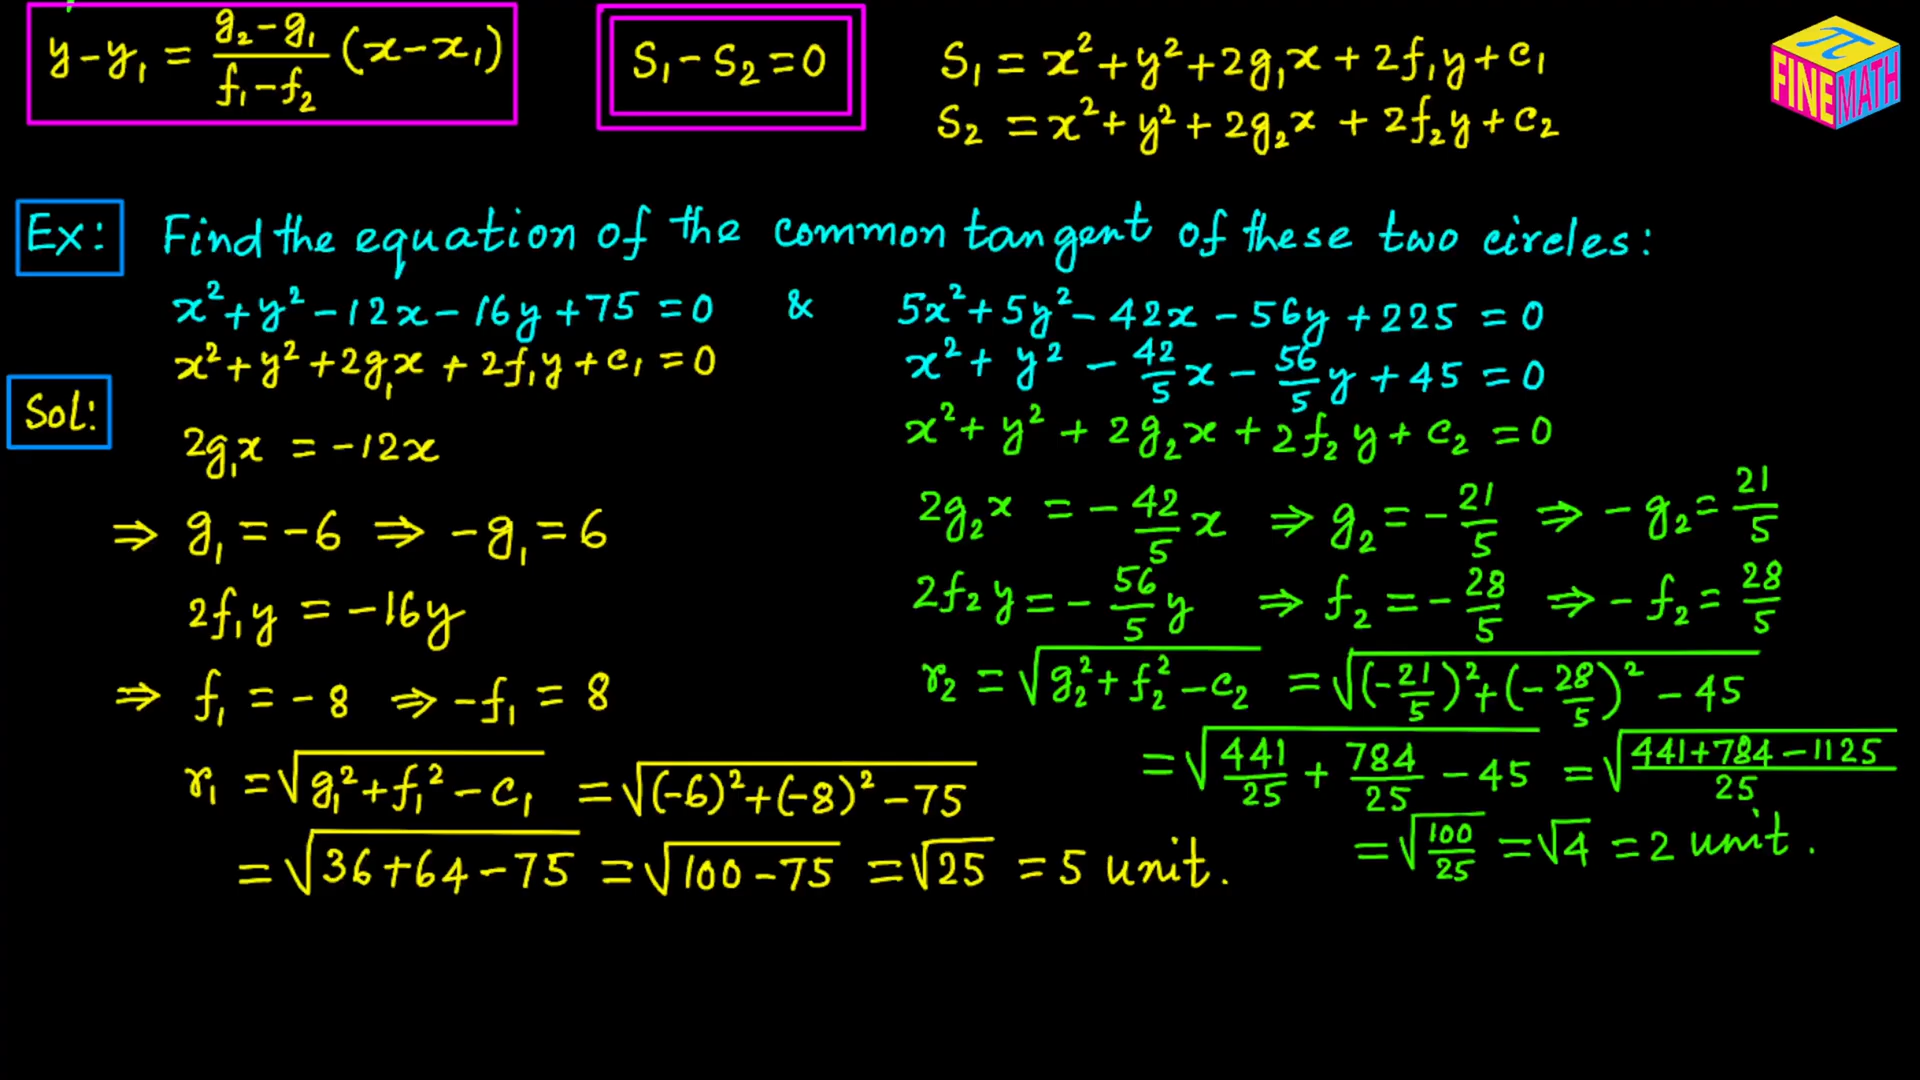 y-y₁ = g₂-g₁/f₁-f₂ (x-x₁)
S₁-S₂=0
S₁ = x²+y²+2g₁x+2f₁y+c₁
S₂ = x²+y²+2g₂x+2f₂y+c₂
π
FINE MATH
Ex: Find the equation of the common tangent of these two circles:
x²+y²-12x-16y+75=0 & 5x²+5y²-42x-56y+225=0
x²+y²+2g₁x+2f₁y+c₁=0
x²+y²-42/5x-56/5y+45=0
Sol:
x²+y²+2g₂x+2f₂y+c₂=0
2g₁x=-12x
⇒ g₁=-6 ⇒ -g₁=6
2f₁y=-16y
⇒ f₁=-8 ⇒ -f₁=8
r₁=√(g₁²+f₁²-c₁) =√((-6)²+(-8)²-75)
=√(36+64-75) =√(100-75) =√25 =5 unit.
2g₂x=-42/5x ⇒ g₂=-21/5 ⇒ -g₂=21/5
2f₂y=-56/5y ⇒ f₂=-28/5 ⇒ -f₂=28/5
r₂=√(g₂²+f₂²-c₂) =√((-21/5)²+(-28/5)²-45)
=√(441/25+784/25-45) =√(441+784-1125/25)
=√(100/25) =√4 =2 unit.